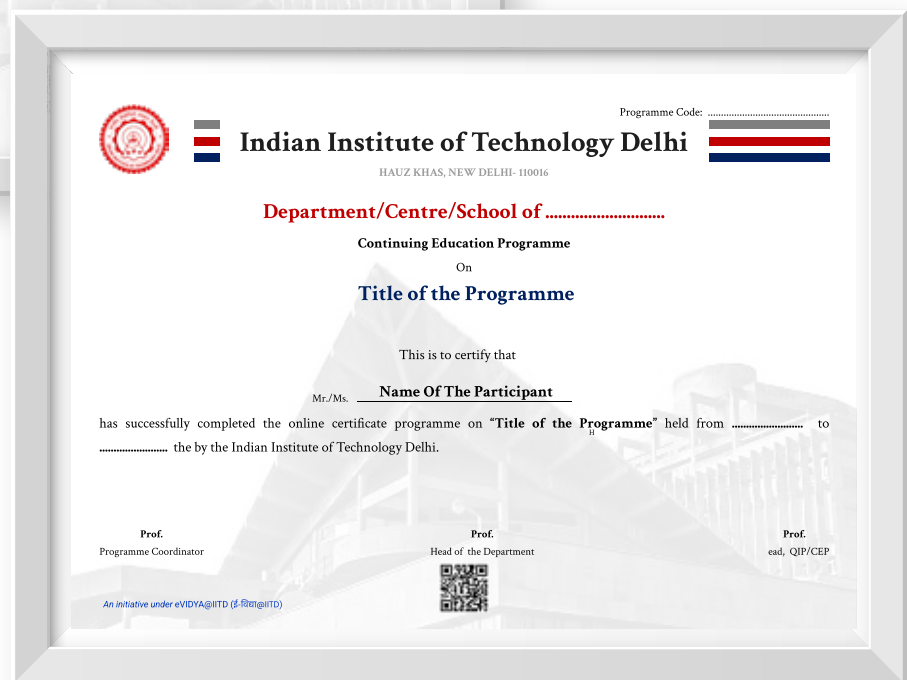 Programme Code: ............................................
Indian Institute of Technology Delhi
HAUZ KHAS, NEW DELHI- 110016
Department/Centre/School of ............................
Continuing Education Programme
On
Title of the Programme
This is to certify that
Mr./Ms. Name Of The Participant
has successfully completed the online certificate programme on “Title of the Programme” held from ......................... to
H
........................ the by the Indian Institute of Technology Delhi.
Prof. Prof. Prof.
Programme Coordinator Head of the Department ead, QIP/CEP
An initiative under eVIDYA@IITD (ई-विद्या@IITD)